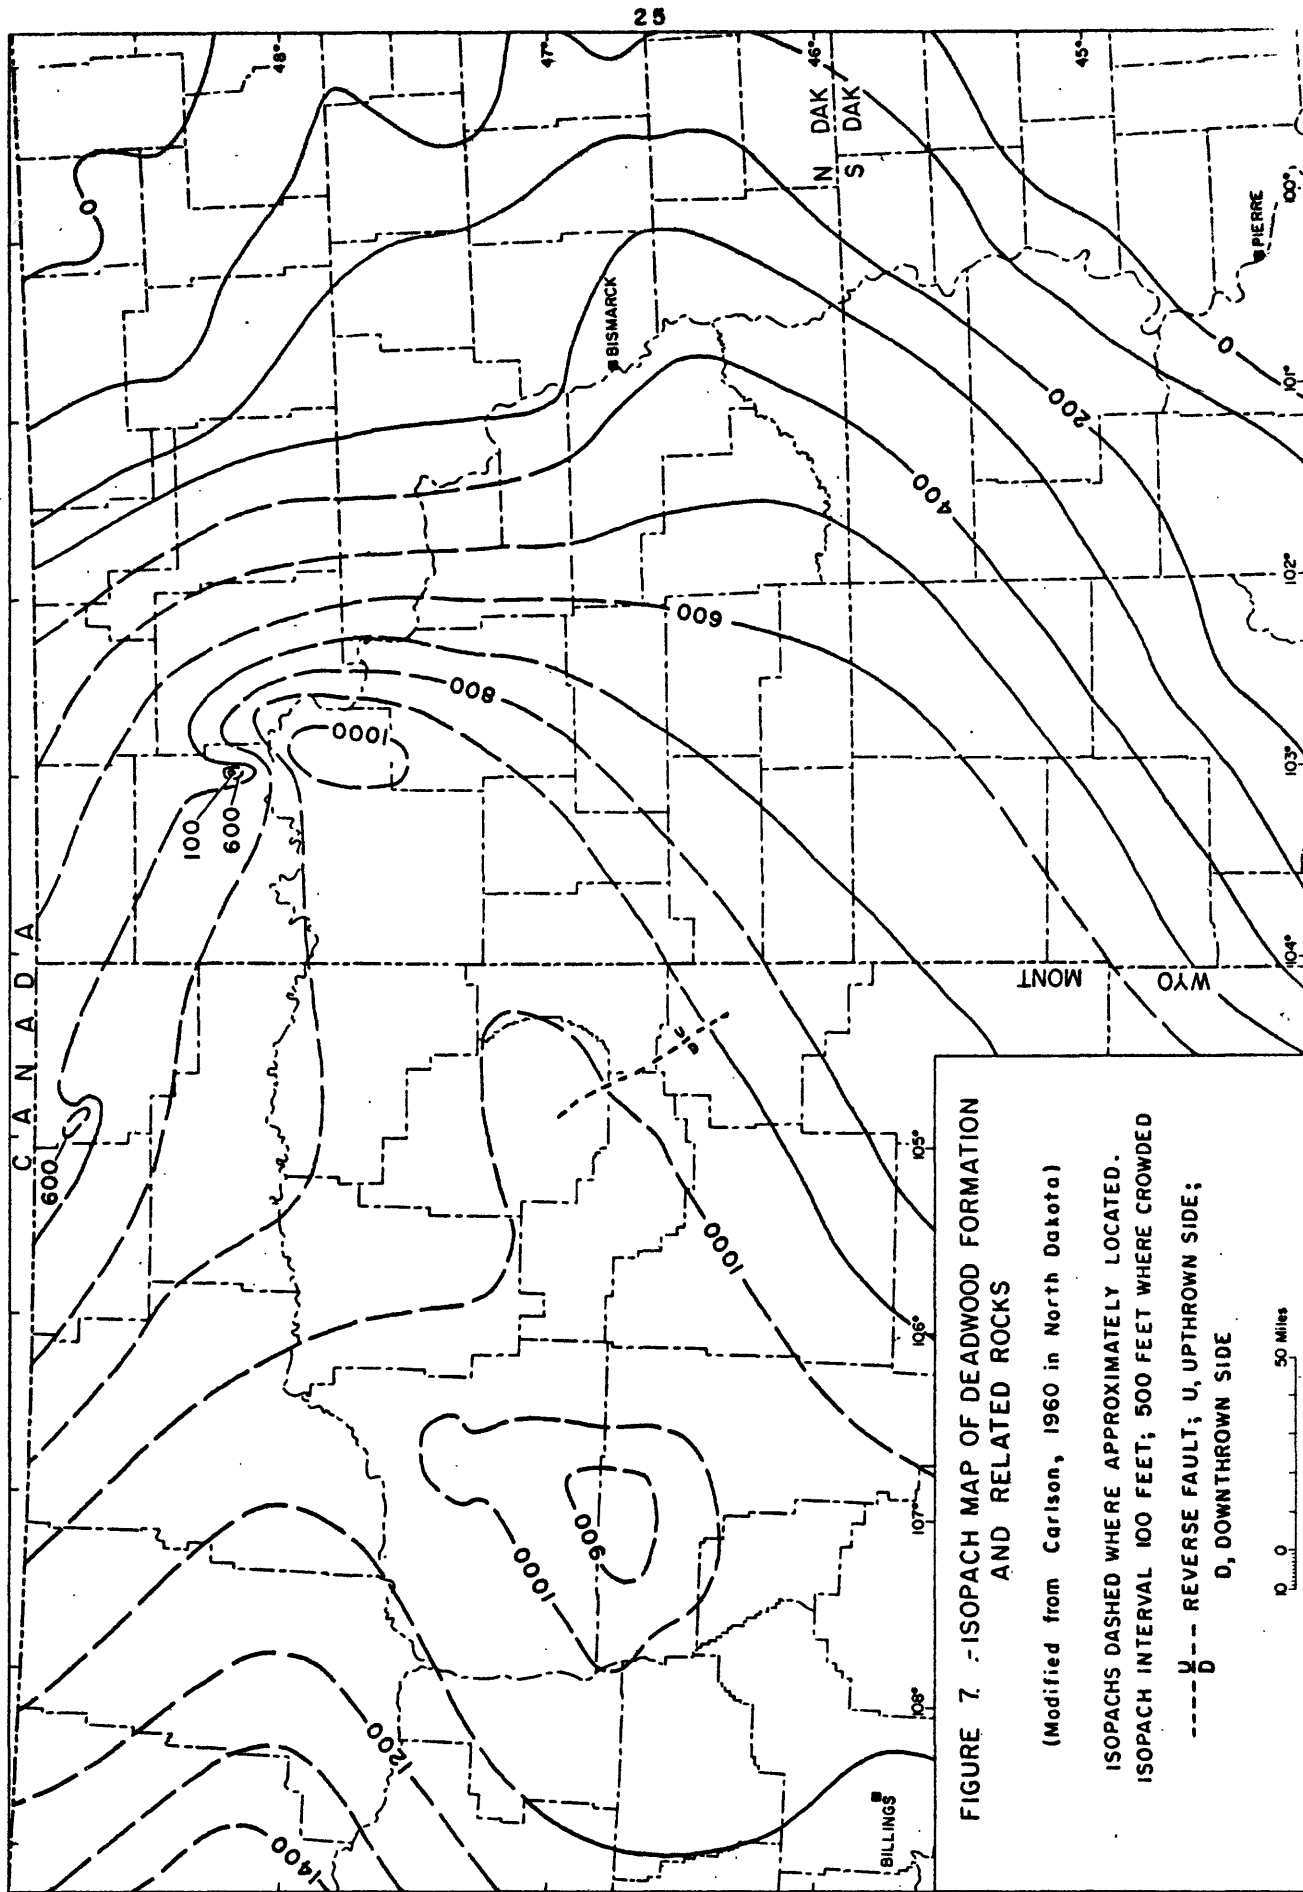 25
CANADA
48°
47°
46°
45°
0
N DAK
S DAK
PIERRE
100°
BISMARCK
101°
0
200
400
102°
600
800
1000
103°
100
600
104°
MONT
WYO
600
U
D
105°
1000
106°
1000
900
107°
108°
1200
1400
BILLINGS
FIGURE 7. -ISOPACH MAP OF DEADWOOD FORMATION
AND RELATED ROCKS
(Modified from Carlson, 1960 in North Dakota)
ISOPACHS DASHED WHERE APPROXIMATELY LOCATED.
ISOPACH INTERVAL 100 FEET; 500 FEET WHERE CROWDED
U
D
REVERSE FAULT; U, UPTHROWN SIDE;
D, DOWNTHROWN SIDE
10 0 50 Miles